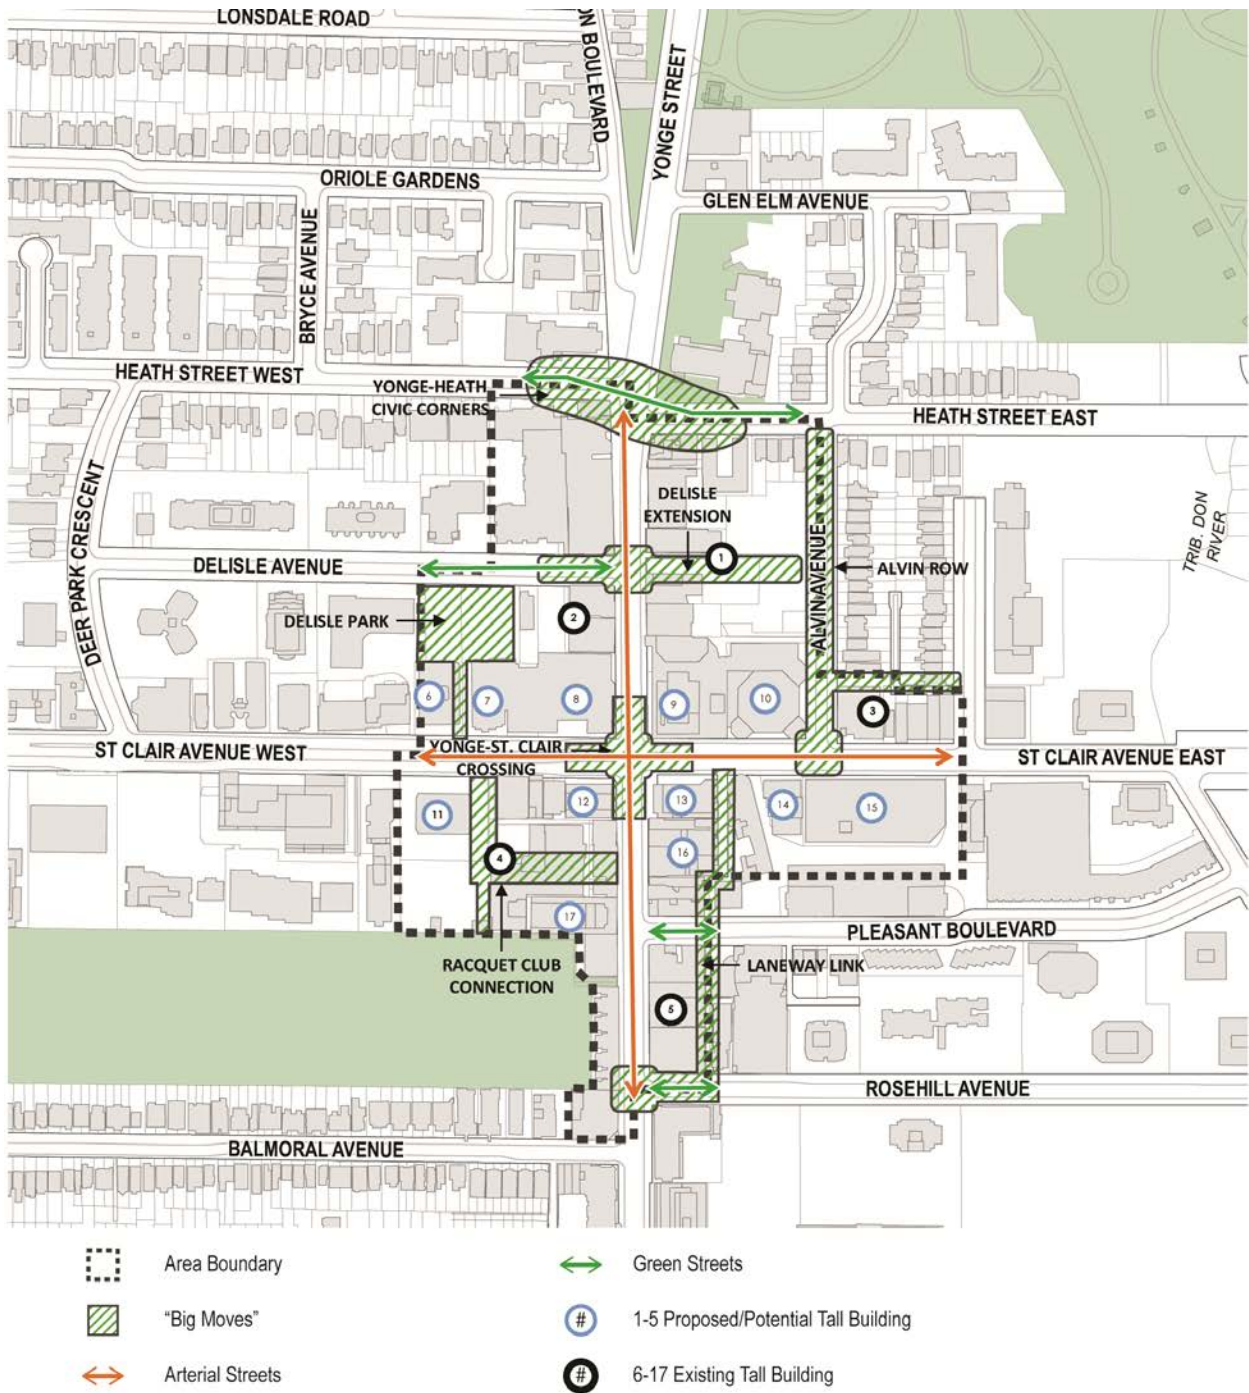 LONSDALE ROAD
ON BOULEVARD
YONGE STREET
ORIOLE GARDENS
GLEN ELM AVENUE
BRYCE AVENUE
HEATH STREET WEST
YONGE-HEATH
CIVIC CORNERS
HEATH STREET EAST
DEER PARK CRESCENT
DELISLE
EXTENSION
ALVIN AVENUE
TRIB. DON
RIVER
1
DELISLE AVENUE
ALVIN ROW
DELISLE PARK
2
6
7
8
9
10
3
ST CLAIR AVENUE WEST
YONGE-ST. CLAIR
CROSSING
ST CLAIR AVENUE EAST
11
12
13
14
15
4
16
17
PLEASANT BOULEVARD
RACQUET CLUB
CONNECTION
LANEWAY LINK
5
ROSEHILL AVENUE
BALMORAL AVENUE
Area Boundary
Green Streets
"Big Moves"
# 1-5 Proposed/Potential Tall Building
Arterial Streets
# 6-17 Existing Tall Building